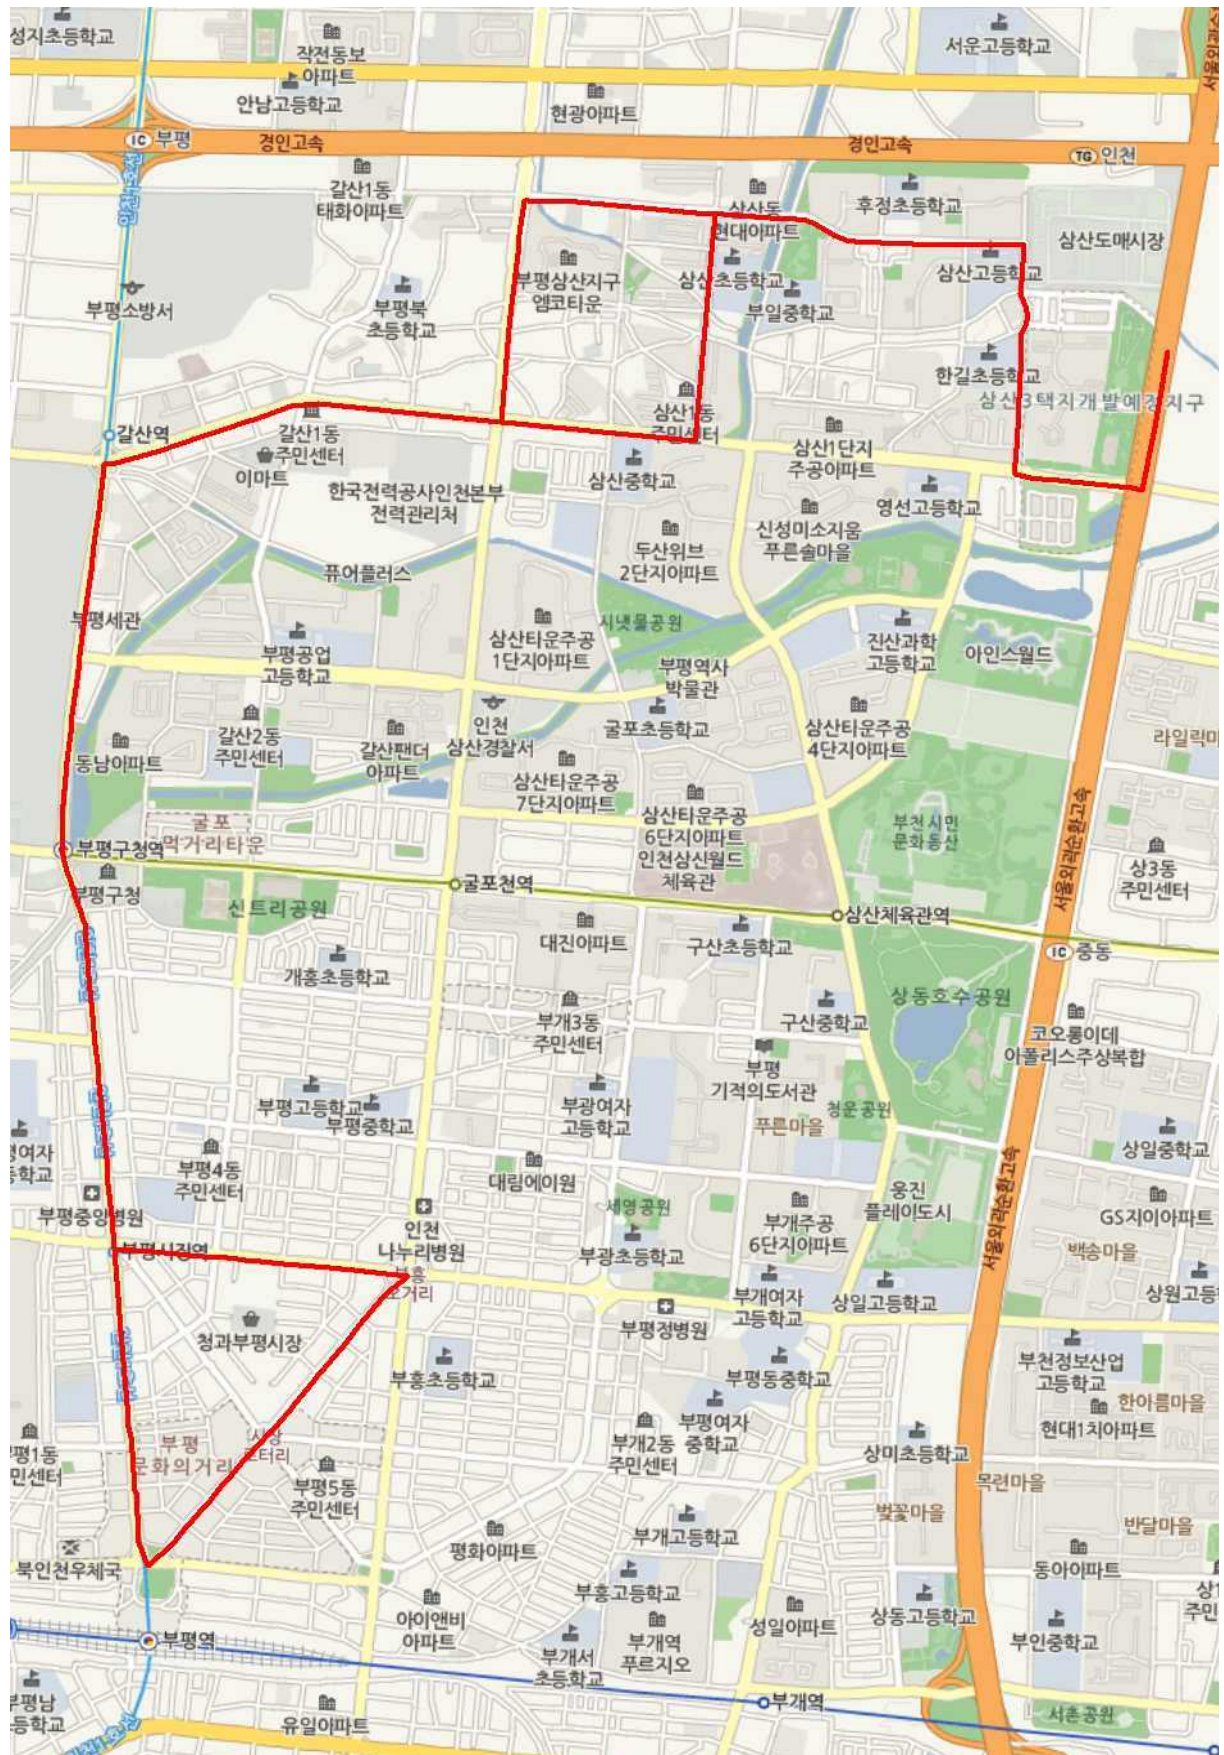 성지초등학교
작전동보
아파트
서운고등학교
안남고등학교
현광아파트
IC 부평
경인고속
경인고속
TG 인천
인천1호선
갈산1동
태화아파트
삼산동
현대아파트
후정초등학교
삼산도매시장
부평삼산지구
엠코타운
삼산초등학교
삼산고등학교
부평소방서
부평북
초등학교
부일중학교
한길초등학교
삼산3택지개발예정지구
삼산1동
주민센터
갈산역
갈산1동
주민센터
이마트
삼산1단지
주공아파트
삼산중학교
한국전력공사인천본부
전력관리처
영선고등학교
신성미소지움
푸른솔마을
두산위브
2단지아파트
퓨어플러스
부평세관
시냇물공원
부평공업
고등학교
삼산타운주공
1단지아파트
진산과학
고등학교
아인스월드
부평역사
박물관
인천
삼산경찰서
굴포초등학교
갈산2동
주민센터
갈산팬더
아파트
삼산타운주공
4단지아파트
동남아파트
삼산타운주공
7단지아파트
삼산타운주공
6단지아파트
인천삼산월드
체육관
굴포
먹거리타운
부천시민
문화동산
상3동
주민센터
서울외곽순환고속
부평구청역
부평구청
굴포천역
신트리공원
삼산체육관역
대진아파트
구산초등학교
IC 중동
개흥초등학교
상동호수공원
부개3동
주민센터
구산중학교
코오롱이데
아폴리스주상복합
부평
기적의도서관
부평고등학교
부평중학교
부광여자
고등학교
청운공원
푸른마을
상일중학교
부평4동
주민센터
대림에이원
웅진
플레이도시
부평중앙병원
인천
나누리병원
세영공원
부개주공
6단지아파트
GS지이아파트
서울외곽순환고속
부평시장역
부흥
오거리
부광초등학교
백송마을
부개여자
고등학교
상일고등학교
부평정병원
청과부평시장
부흥초등학교
부평동중학교
부천정보산업
고등학교
한아름마을
부평여자
중학교
현대1차아파트
부평
문화의거리
시장
로터리
부개2동
주민센터
상미초등학교
부평5동
주민센터
목련마을
벚꽃마을
반달마을
부개고등학교
평화아파트
북인천우체국
동아아파트
부흥고등학교
아이앤비
아파트
성일아파트
상동고등학교
부평역
부개서
초등학교
부개역
푸르지오
부인중학교
부개역
유일아파트
서촌공원